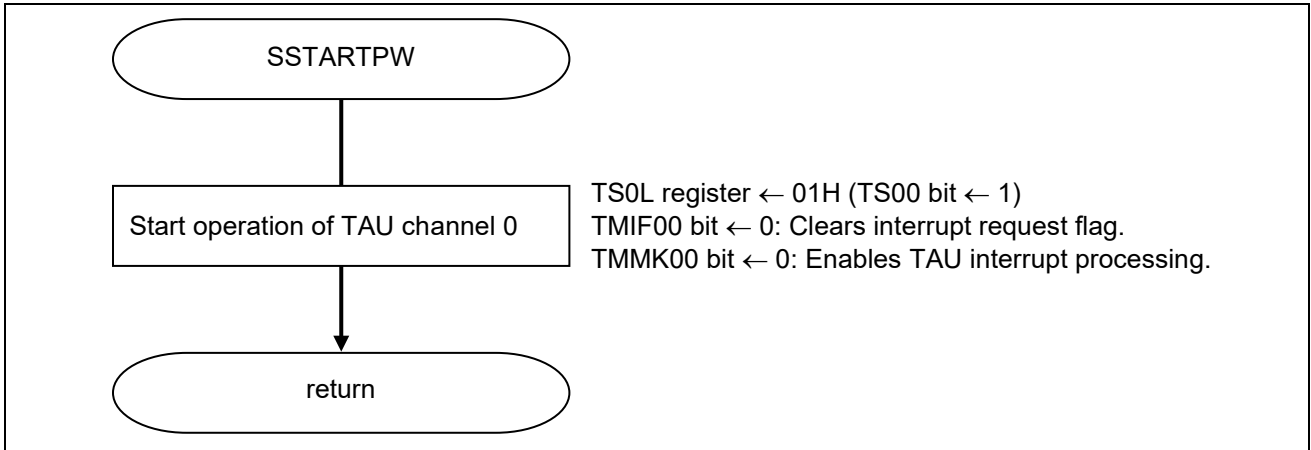 SSTARTPW
Start operation of TAU channel 0
TS0L register ← 01H (TS00 bit ← 1)
TMIF00 bit ← 0: Clears interrupt request flag.
TMMK00 bit ← 0: Enables TAU interrupt processing.
return